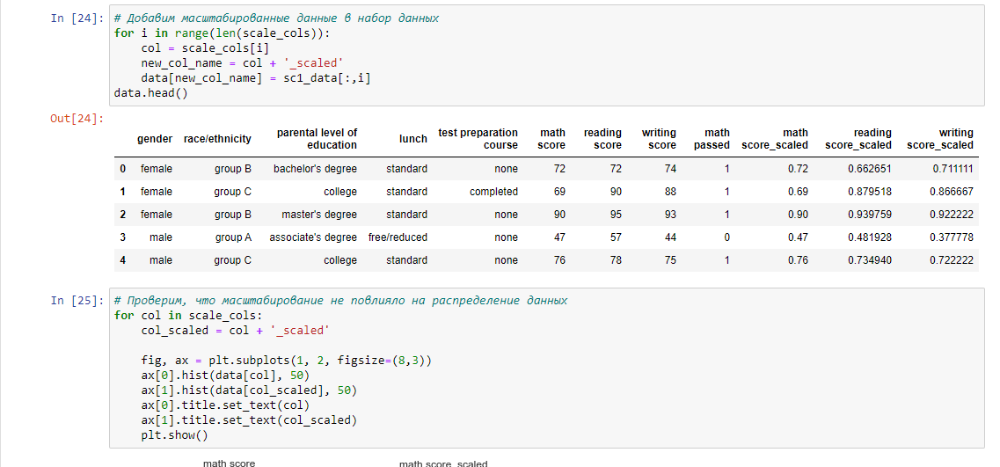 In [24]: # Добавим масштабированные данные в набор данных
for i in range(len(scale_cols)):
    col = scale_cols[i]
    new_col_name = col + '_scaled'
    data[new_col_name] = sc1_data[:,i]
data.head()
Out[24]:
gender race/ethnicity parental level of education lunch test preparation course math score reading score writing score math passed math score_scaled reading score_scaled writing score_scaled
0 female group B bachelor's degree standard none 72 72 74 1 0.72 0.662651 0.711111
1 female group C college standard completed 69 90 88 1 0.69 0.879518 0.866667
2 female group B master's degree standard none 90 95 93 1 0.90 0.939759 0.922222
3 male group A associate's degree free/reduced none 47 57 44 0 0.47 0.481928 0.377778
4 male group C college standard none 76 78 75 1 0.76 0.734940 0.722222
In [25]: # Проверим, что масштабирование не повлияло на распределение данных
for col in scale_cols:
    col_scaled = col + '_scaled'
    fig, ax = plt.subplots(1, 2, figsize=(8,3))
    ax[0].hist(data[col], 50)
    ax[1].hist(data[col_scaled], 50)
    ax[0].title.set_text(col)
    ax[1].title.set_text(col_scaled)
    plt.show()
math score math score_scaled